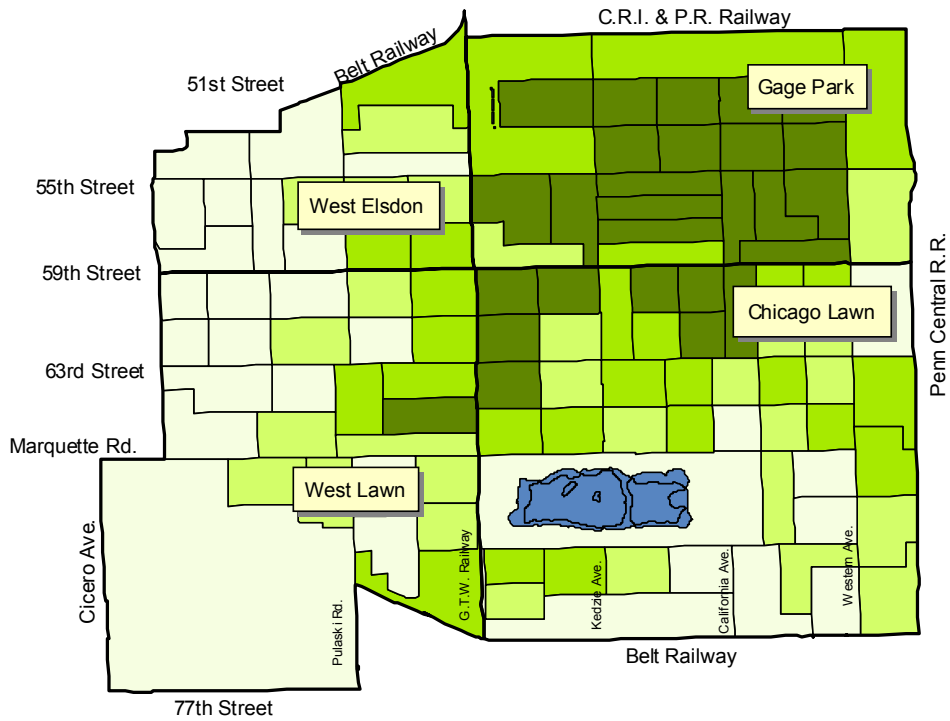 C.R.I. & P.R. Railway
Belt Railway
51st Street
Gage Park
55th Street
West Elsdon
59th Street
Penn Central R.R.
Chicago Lawn
63rd Street
Marquette Rd.
West Lawn
Cicero Ave.
Pulaski Rd.
G.T.W. Railway
Kedzie Ave.
California Ave.
Western Ave.
Belt Railway
77th Street